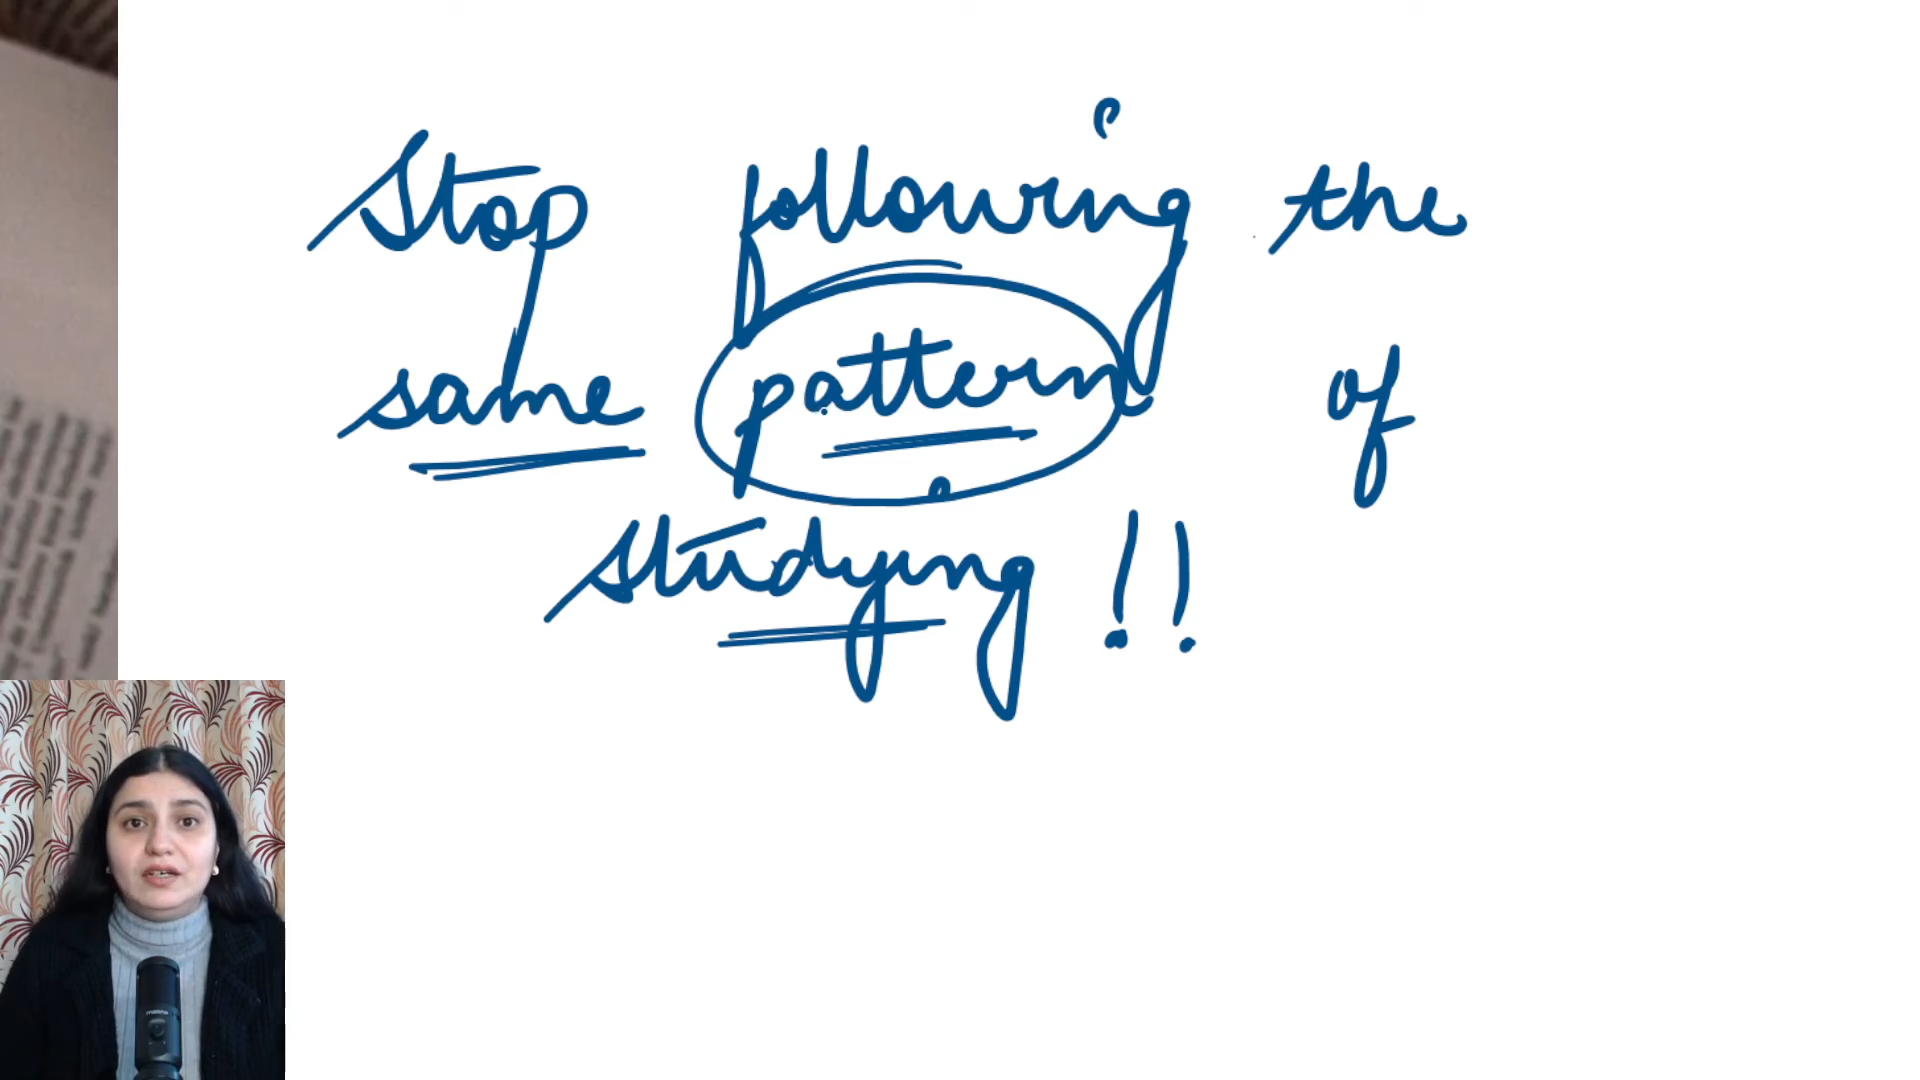 Stop following the
same pattern of
studying !!